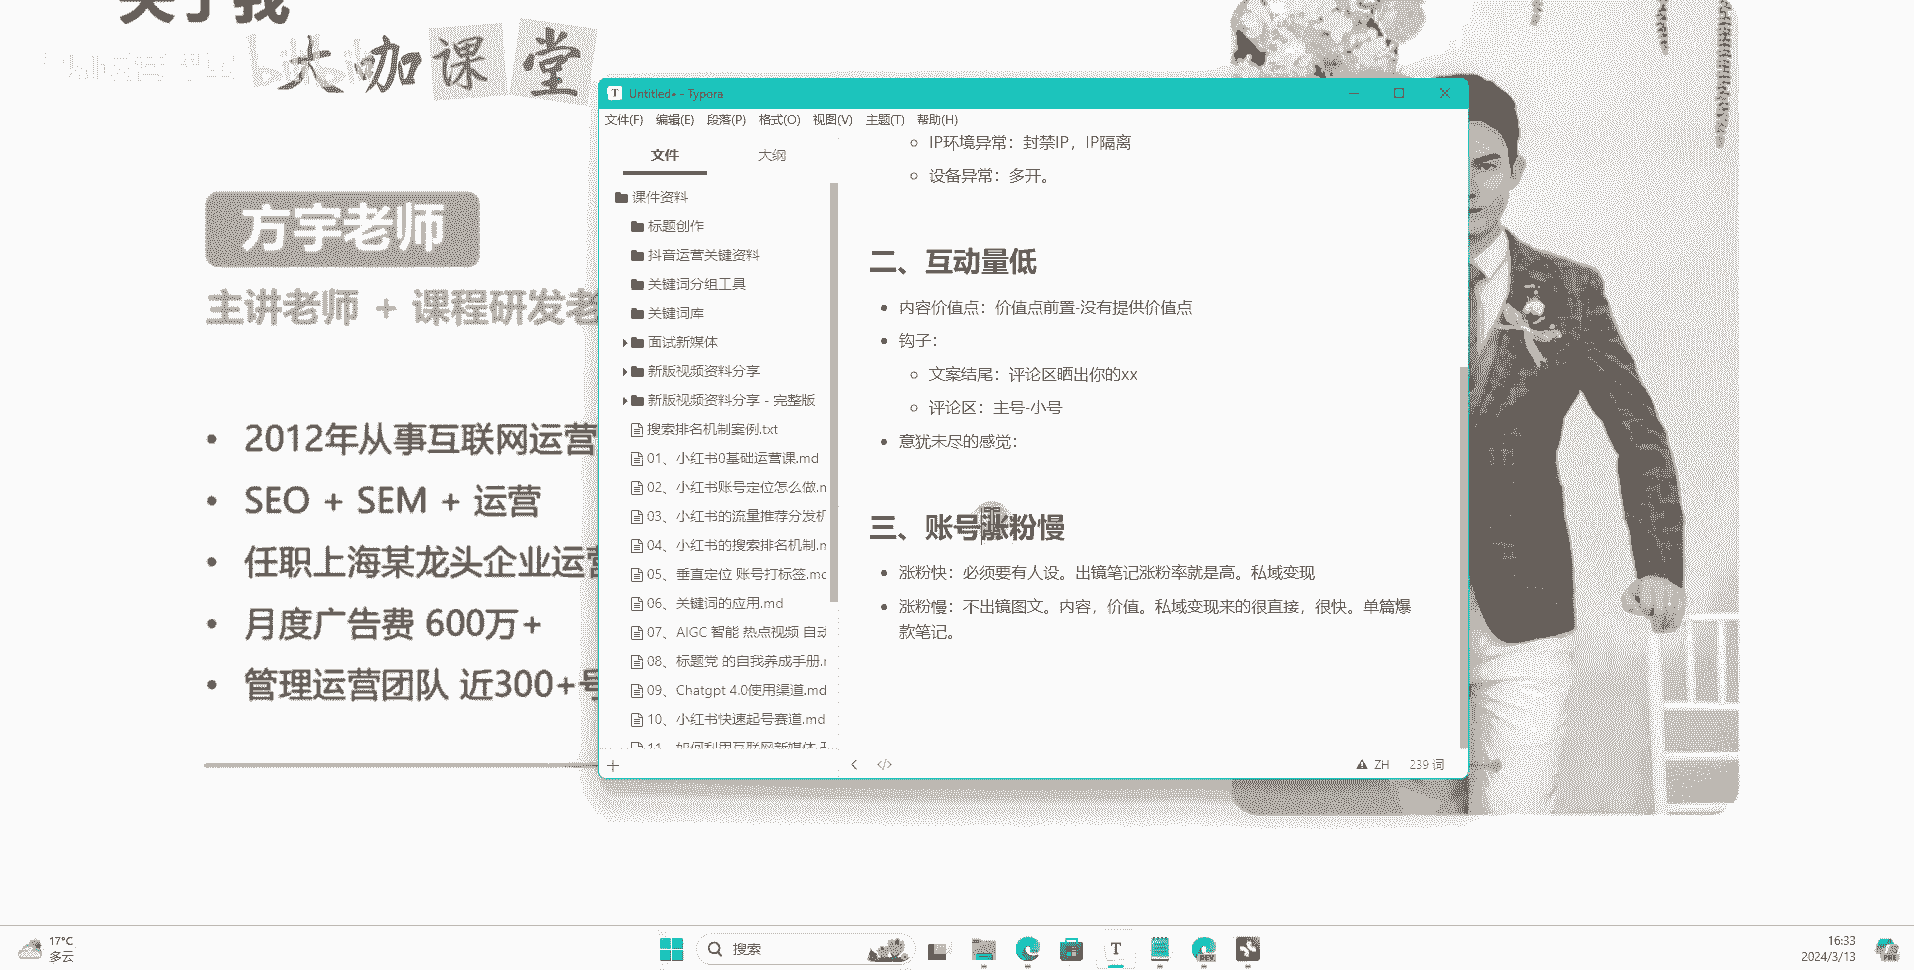 关于我
大咖课堂
方宇老师
主讲老师 + 课程研发老
2012年从事互联网运营
SEO + SEM + 运营
任职上海某龙头企业运营
月度广告费 600万+
管理运营团队 近300+号
Untitled• - Typora
文件(F) 编辑(E) 段落(P) 格式(O) 视图(V) 主题(T) 帮助(H)
文件 大纲
课件资料
标题创作
抖音运营关键资料
关键词分组工具
关键词库
面试新媒体
新版视频资料分享
新版视频资料分享 - 完整版
搜索排名机制案例.txt
01、小红书0基础运营课.md
02、小红书账号定位怎么做.m
03、小红书的流量推荐分发机
04、小红书的搜索排名机制.m
05、垂直定位 账号打标签.md
06、关键词的应用.md
07、AIGC 智能 热点视频 自动
08、标题党 的自我养成手册.m
09、Chatgpt 4.0使用渠道.md
10、小红书快速起号赛道.md
11、如何利用互联网新媒体
IP环境异常：封禁IP，IP隔离
设备异常：多开。
二、互动量低
内容价值点：价值点前置-没有提供价值点
钩子：
文案结尾：评论区晒出你的xx
评论区：主号-小号
意犹未尽的感觉：
三、账号涨粉慢
涨粉快：必须要有人设。出镜笔记涨粉率就是高。私域变现
涨粉慢：不出镜图文。内容，价值。私域变现来的很直接，很快。单篇爆
款笔记。
ZH 239 词
17°C
多云
搜索
16:33
2024/3/13